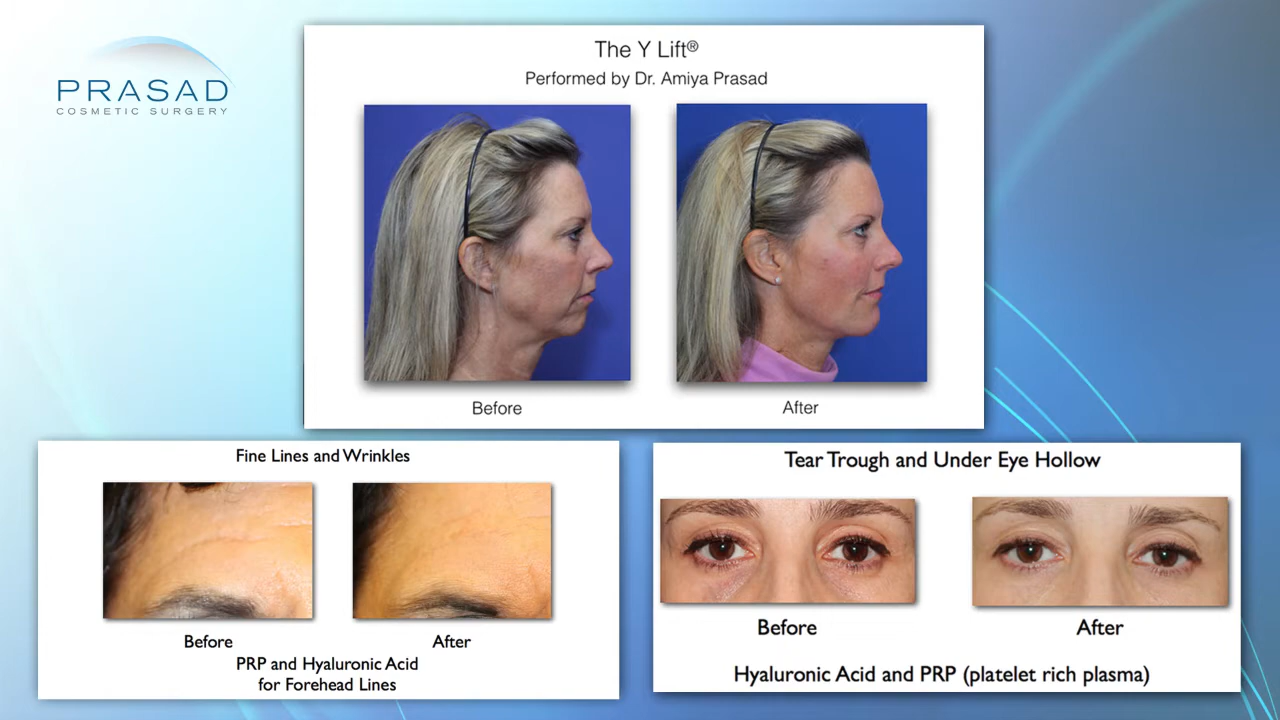 PRASAD
COSMETIC SURGERY
The Y Lift®
Performed by Dr. Amiya Prasad
Before
After
Fine Lines and Wrinkles
Before
After
PRP and Hyaluronic Acid
for Forehead Lines
Tear Trough and Under Eye Hollow
Before
After
Hyaluronic Acid and PRP (platelet rich plasma)